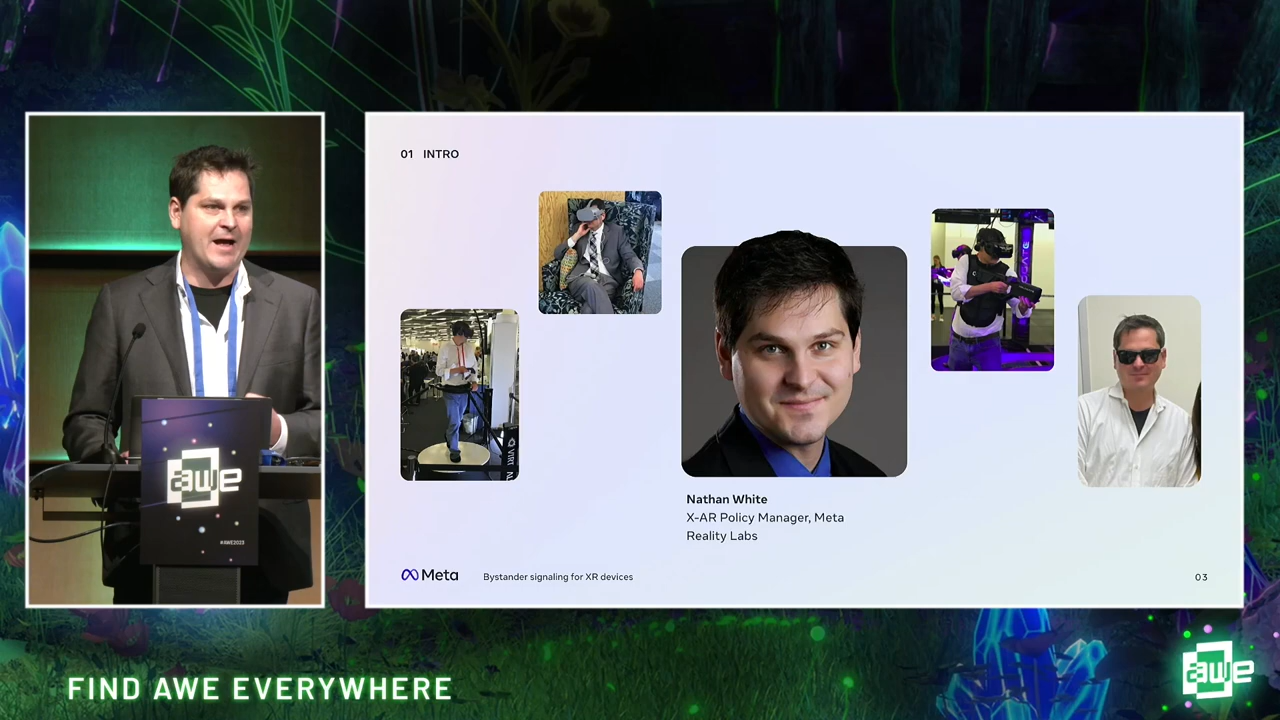 01 INTRO
Nathan White
X-AR Policy Manager, Meta
Reality Labs
Meta
Bystander signaling for XR devices
03
awe
#AWE2023
FIND AWE EVERYWHERE
awe